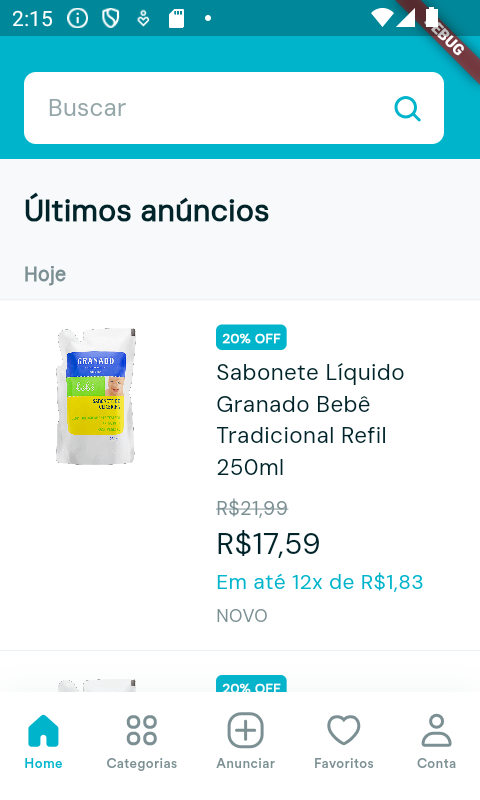 2:15
DEBUG
Buscar
Últimos anúncios
Hoje
20% OFF
GRANADO
Sabonete Líquido
Granado Bebê
Tradicional Refil
250ml
R$21,99
R$17,59
Em até 12x de R$1,83
NOVO
20% OFF
Home
Categorias
Anunciar
Favoritos
Conta